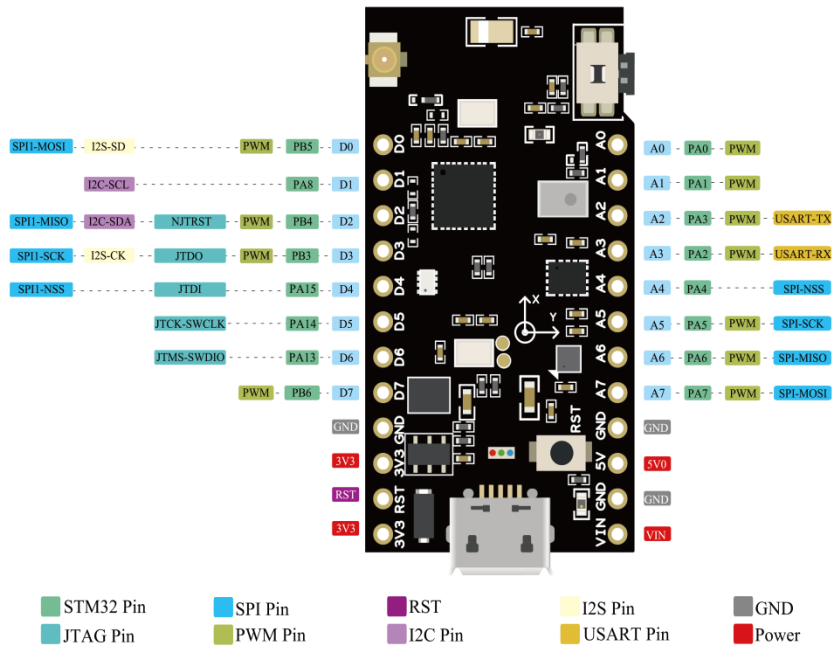 SPI1-MOSI I2S-SD PWM PB5 D0 D0 A0 A0 PA0 PWM
I2C-SCL PA8 D1 D1 A1 A1 PA1 PWM
SPI1-MISO I2C-SDA NJTRST PWM PB4 D2 D2 A2 A2 PA3 PWM USART-TX
SPI1-SCK I2S-CK JTDO PWM PB3 D3 D3 A3 A3 PA2 PWM USART-RX
SPI1-NSS JTDI PA15 D4 D4 A4 A4 PA4 SPI-NSS
X
Y
JTCK-SWCLK PA14 D5 D5 A5 A5 PA5 PWM SPI-SCK
JTMS-SWDIO PA13 D6 D6 A6 A6 PA6 PWM SPI-MISO
PWM PB6 D7 D7 A7 A7 PA7 PWM SPI-MOSI
GND GND RST GND GND
3V3 3V3 5V 5V0
RST RST GND GND
3V3 3V3 VIN VIN
STM32 Pin SPI Pin RST I2S Pin GND
JTAG Pin PWM Pin I2C Pin USART Pin Power